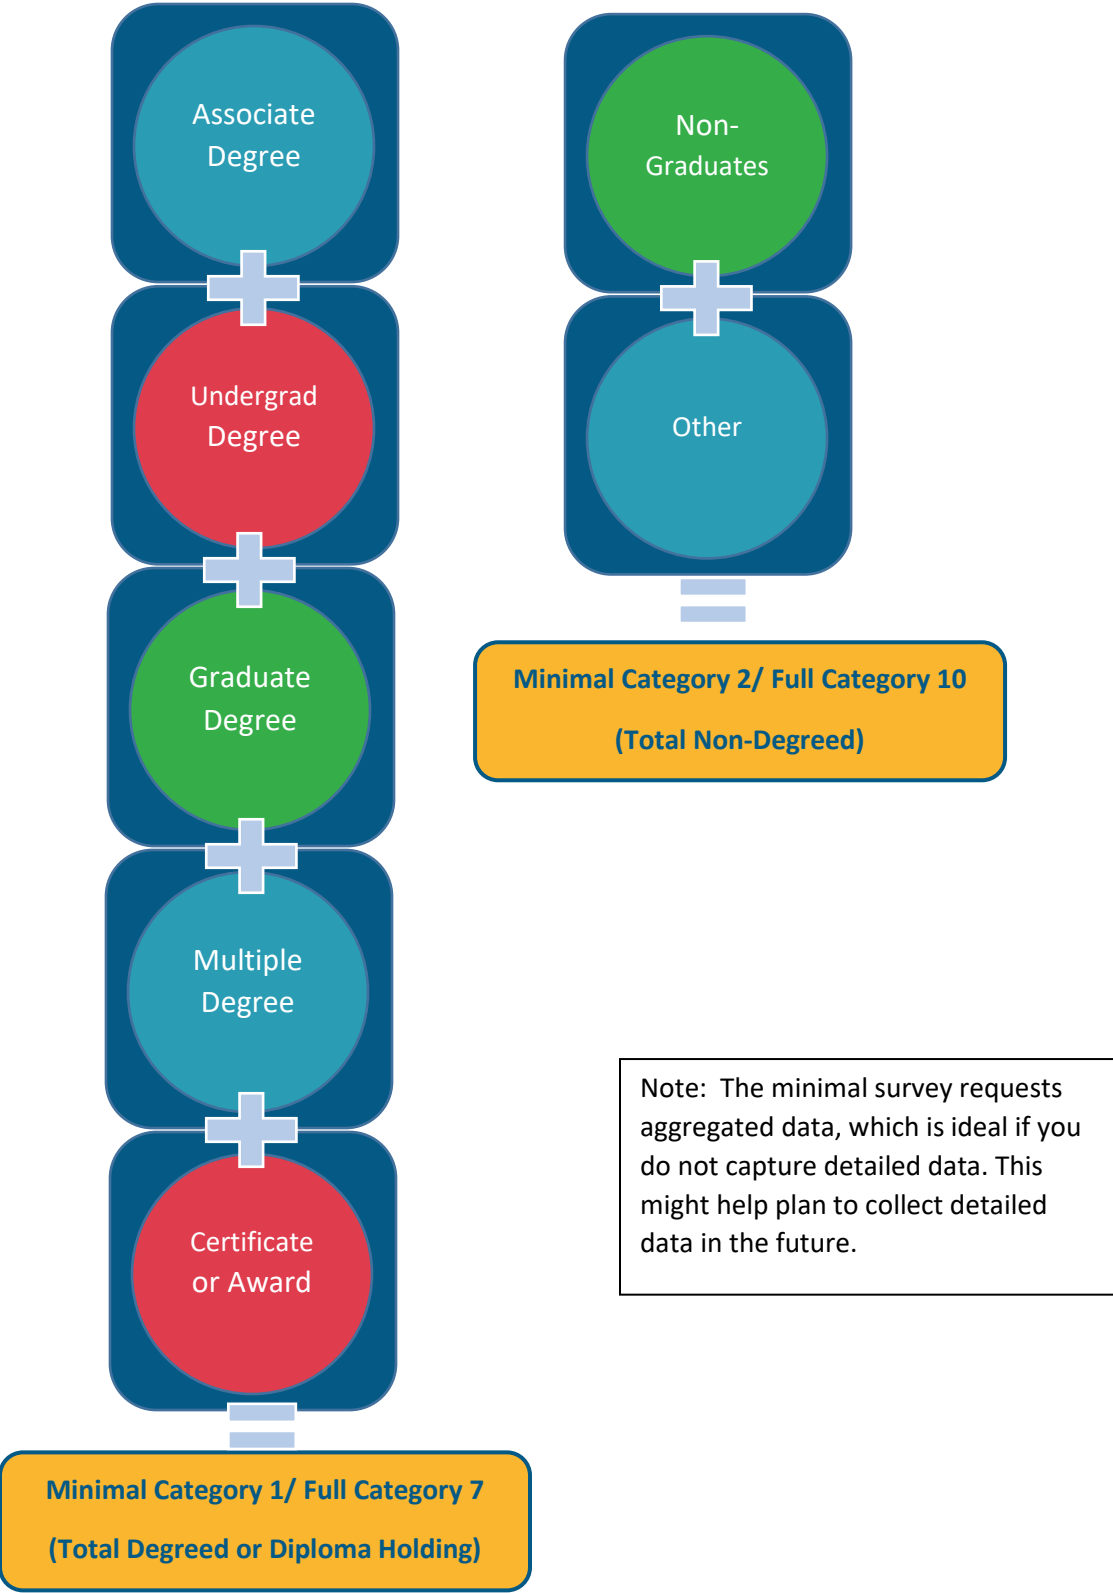 Associate
Degree
Undergrad
Degree
Graduate
Degree
Multiple
Degree
Certificate
or Award
Minimal Category 1/ Full Category 7
(Total Degreed or Diploma Holding)
Non-
Graduates
Other
Minimal Category 2/ Full Category 10
(Total Non-Degreed)
Note:  The minimal survey requests
aggregated data, which is ideal if you
do not capture detailed data. This
might help plan to collect detailed
data in the future.